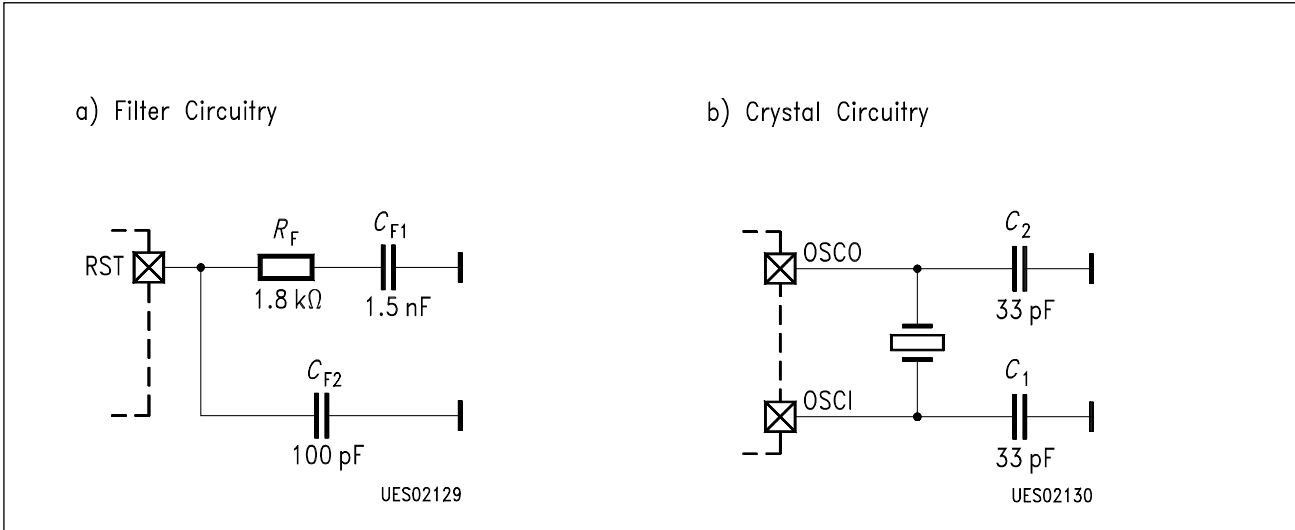 a) Filter Circuitry
RST
R_F
1.8 kΩ
C_F1
1.5 nF
C_F2
100 pF
UES02129
b) Crystal Circuitry
OSCO
C_2
33 pF
OSCI
C_1
33 pF
UES02130